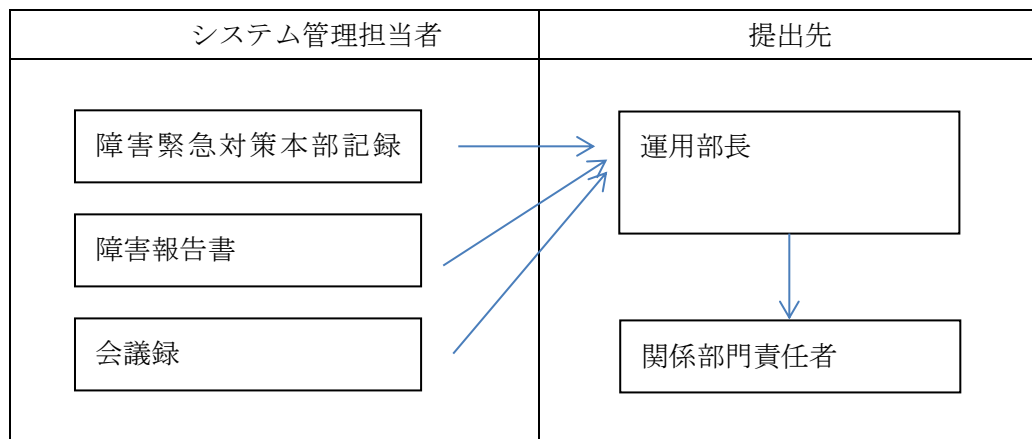 システム管理担当者
提出先
障害緊急対策本部記録
運用部長
障害報告書
会議録
関係部門責任者